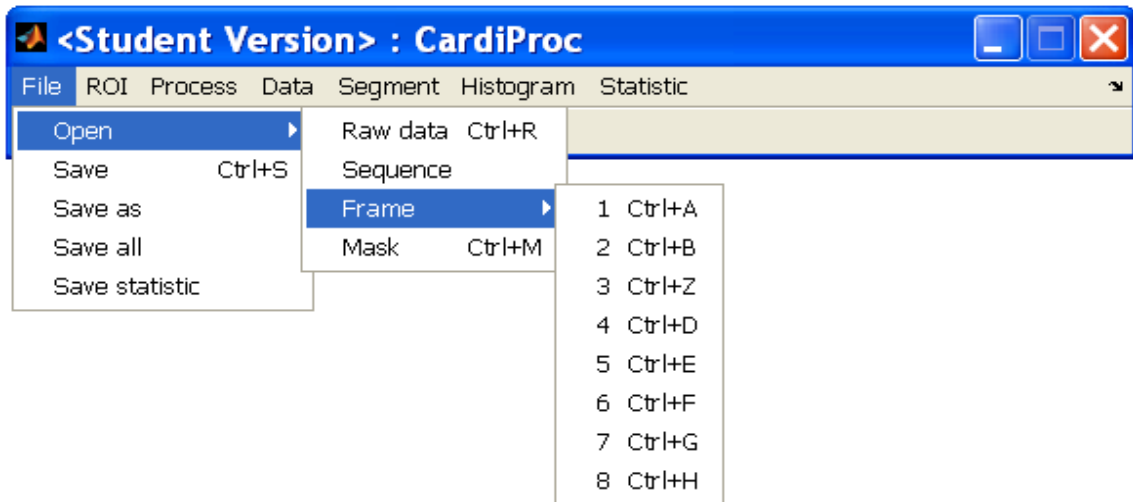 <Student Version> : CardiProc
File ROI Process Data Segment Histogram Statistic
Open
Save Ctrl+S
Save as
Save all
Save statistic
Raw data Ctrl+R
Sequence
Frame
Mask Ctrl+M
1 Ctrl+A
2 Ctrl+B
3 Ctrl+Z
4 Ctrl+D
5 Ctrl+E
6 Ctrl+F
7 Ctrl+G
8 Ctrl+H